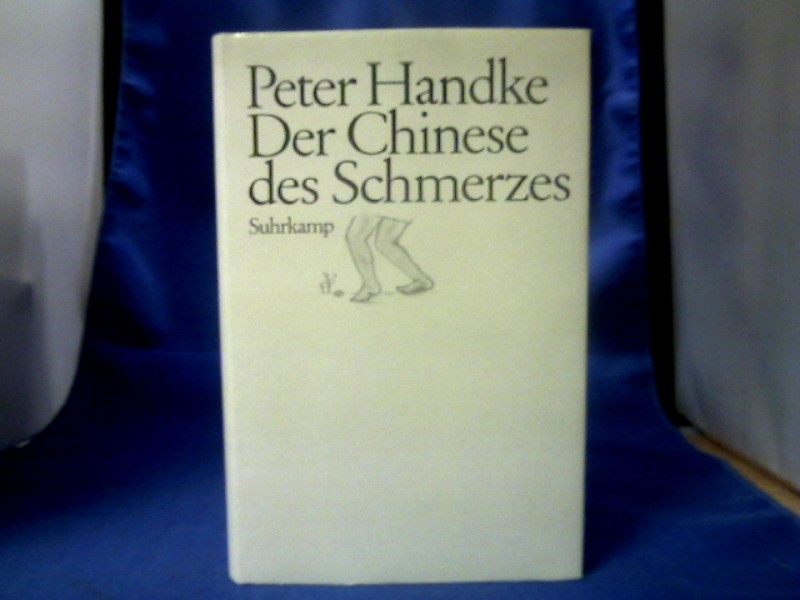 Peter Handke
Der Chinese
des Schmerzes
Suhrkamp